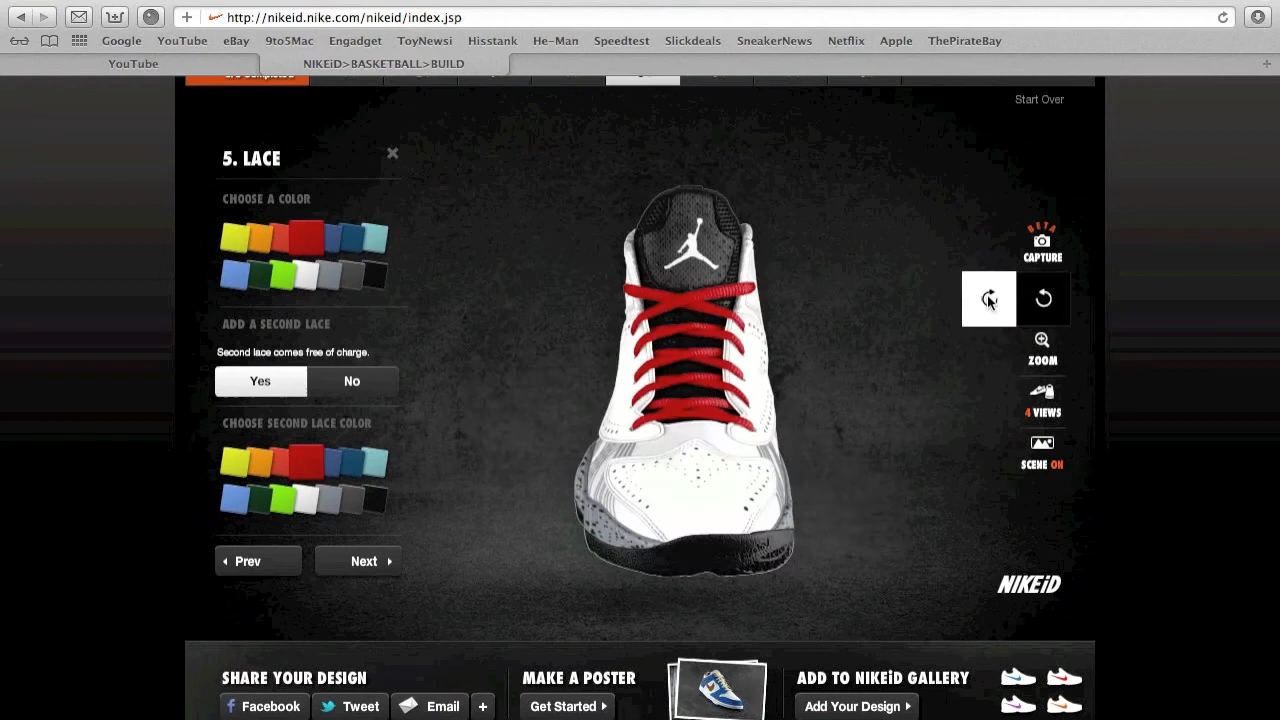 http://nikeid.nike.com/nikeid/index.jsp
Google YouTube eBay 9to5Mac Engadget ToyNewsi Hisstank He-Man Speedtest Slickdeals SneakerNews Netflix Apple ThePirateBay
YouTube NIKEiD>BASKETBALL>BUILD
Start Over
5. LACE
CHOOSE A COLOR
ADD A SECOND LACE
Second lace comes free of charge.
Yes No
CHOOSE SECOND LACE COLOR
Prev Next
BETA
CAPTURE
ZOOM
4 VIEWS
SCENE ON
NIKEiD
SHARE YOUR DESIGN
Facebook Tweet Email +
MAKE A POSTER
Get Started
ADD TO NIKEiD GALLERY
Add Your Design